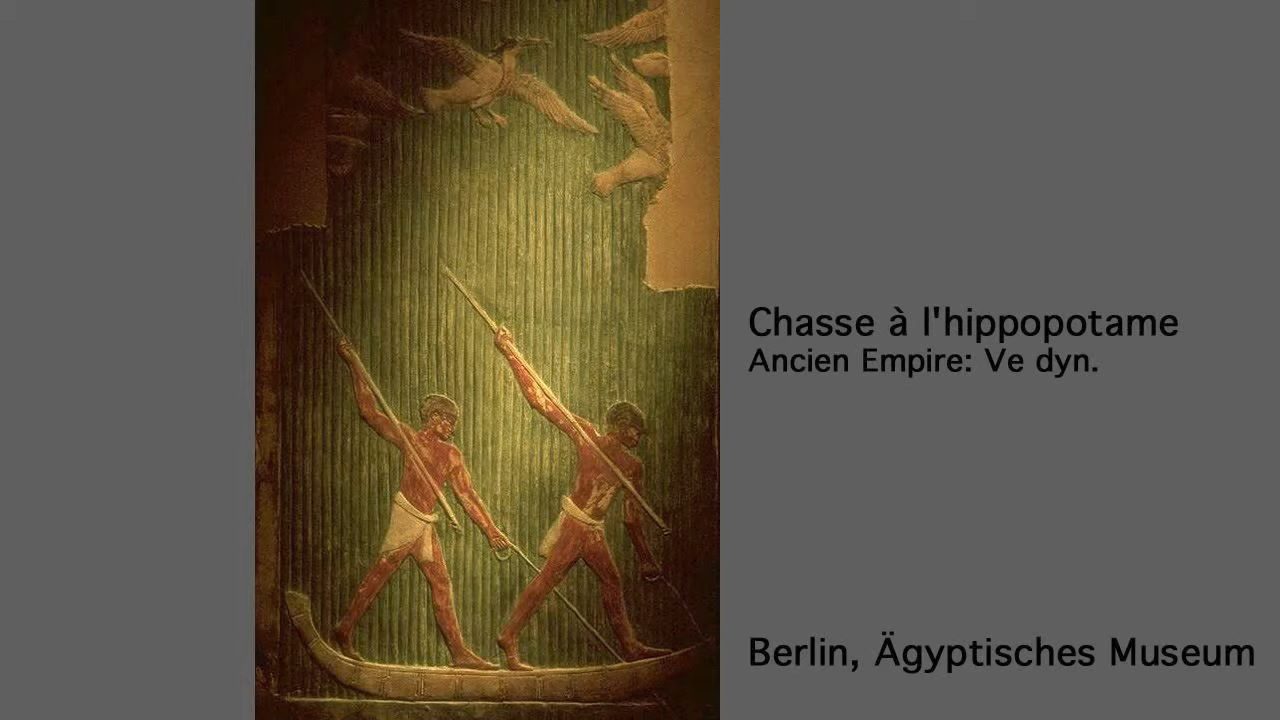 Chasse à l'hippopotame
Ancien Empire: Ve dyn.
Berlin, Ägyptisches Museum